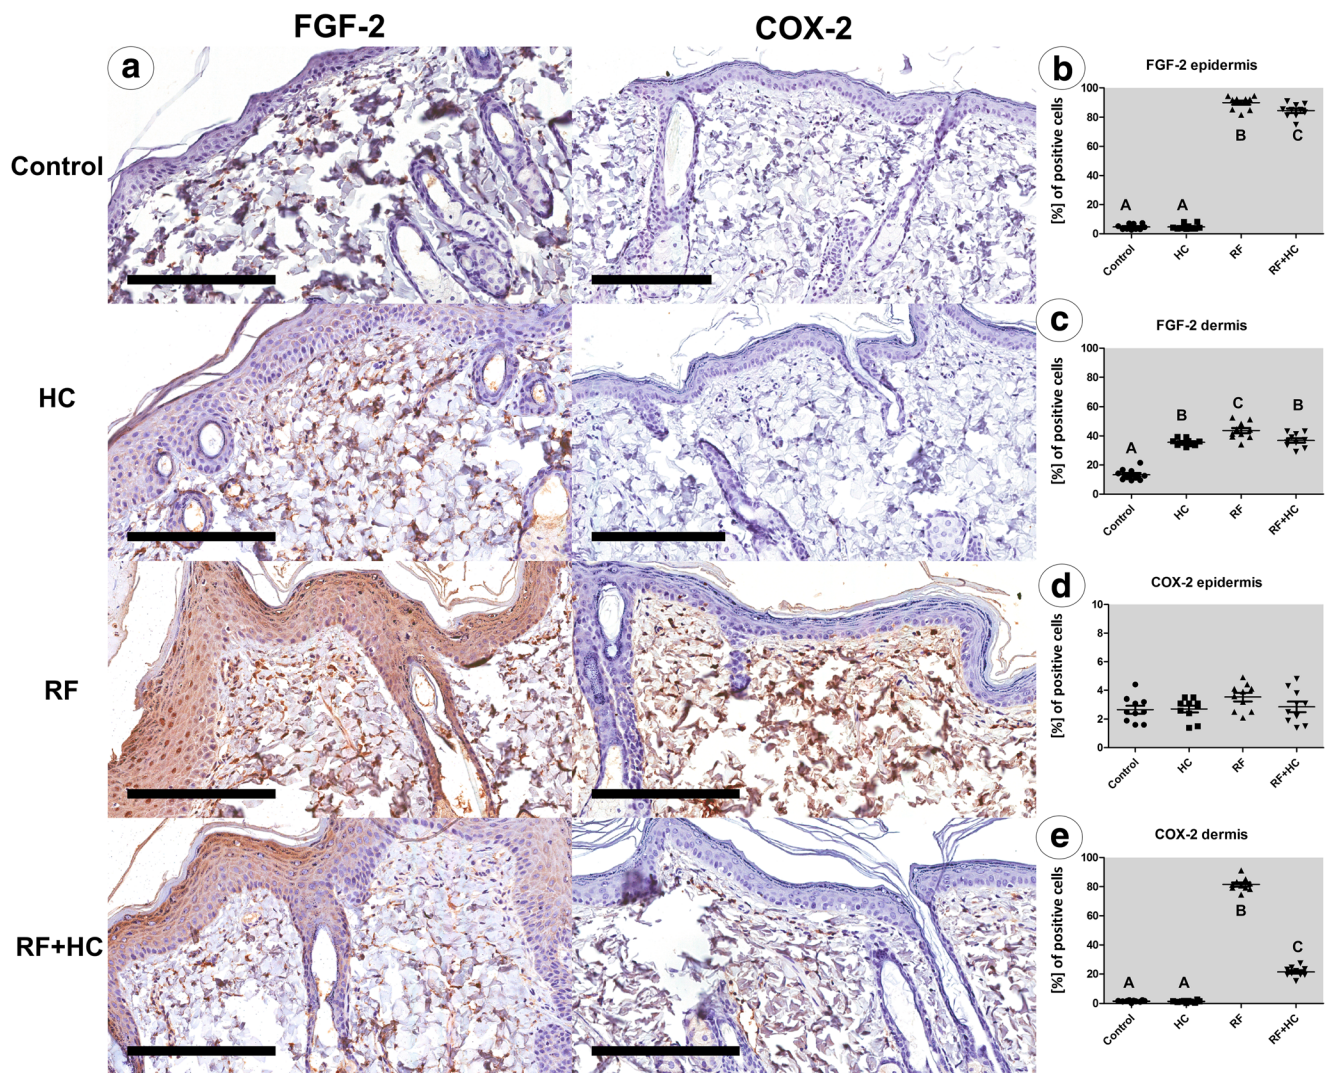 FGF-2
COX-2
a
Control
HC
RF
RF+HC
b
FGF-2 epidermis
[%] of positive cells
100
80
60
40
20
0
A
A
B
C
Control
HC
RF
RF+HC
c
FGF-2 dermis
[%] of positive cells
100
80
60
40
20
0
A
B
C
B
Control
HC
RF
RF+HC
d
COX-2 epidermis
[%] of positive cells
10
8
6
4
2
0
Control
HC
RF
RF+HC
e
COX-2 dermis
[%] of positive cells
100
80
60
40
20
0
A
A
B
C
Control
HC
RF
RF+HC